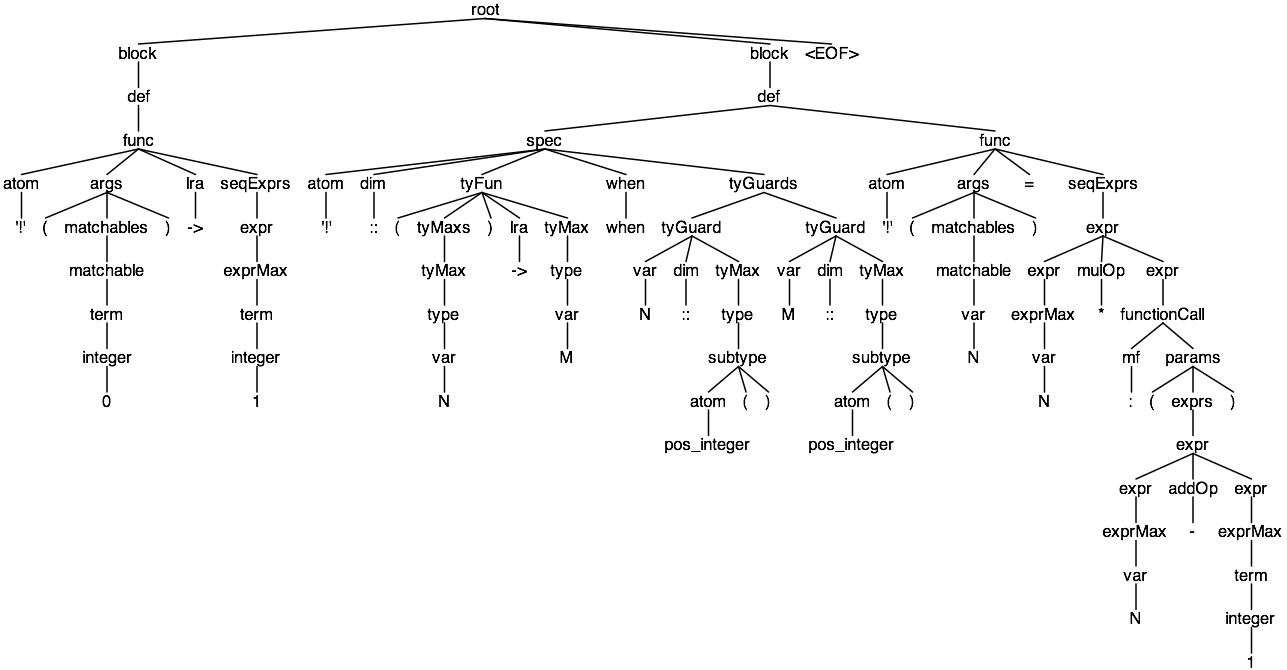 root
block block <EOF>
def def
func spec func
atom args lra seqExprs atom dim tyFun when tyGuards atom args = seqExprs
'!' ( matchables ) -> expr '!' :: ( tyMaxs ) lra tyMax when tyGuard tyGuard '!' ( matchables ) expr
matchable exprMax tyMax -> type var dim tyMax var dim tyMax matchable expr mulOp expr
term term type var N :: type M :: type var exprMax * functionCall
integer integer var M subtype subtype N var mf params
0 1 N atom ( ) atom ( ) N : ( exprs )
pos_integer pos_integer expr
expr addOp expr
exprMax - exprMax
var term
N integer
1